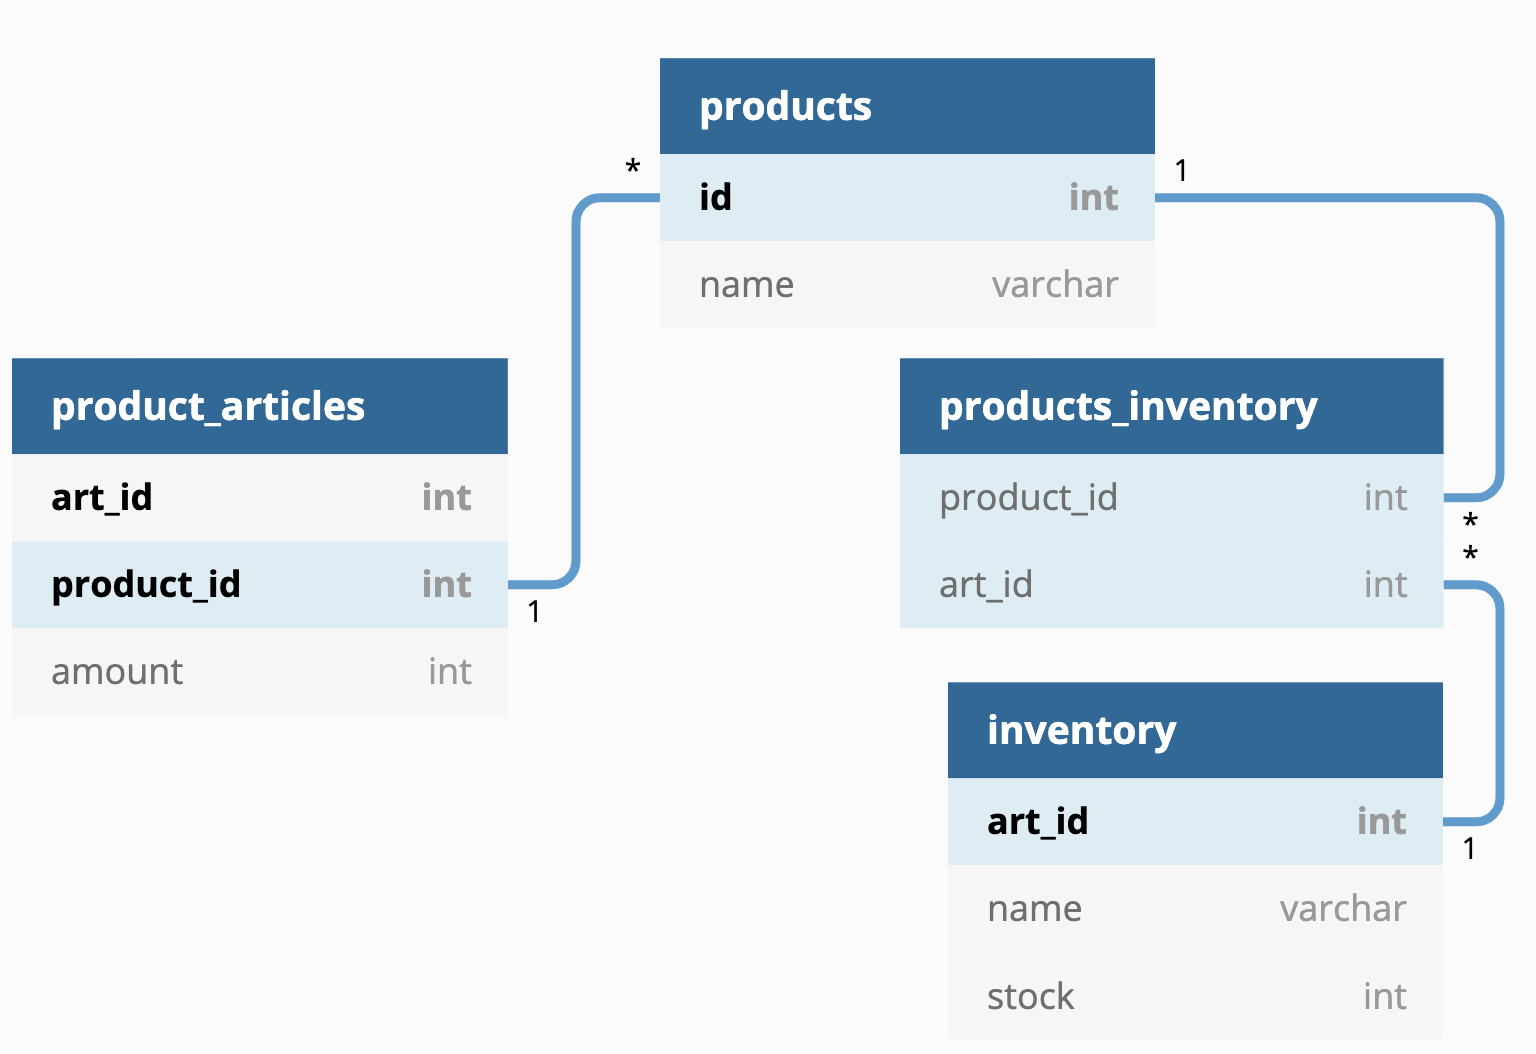 products
* id int 1
name varchar
product_articles
art_id int
product_id int
1
amount int
products_inventory
product_id int
*
*
art_id int
inventory
art_id int
1
name varchar
stock int